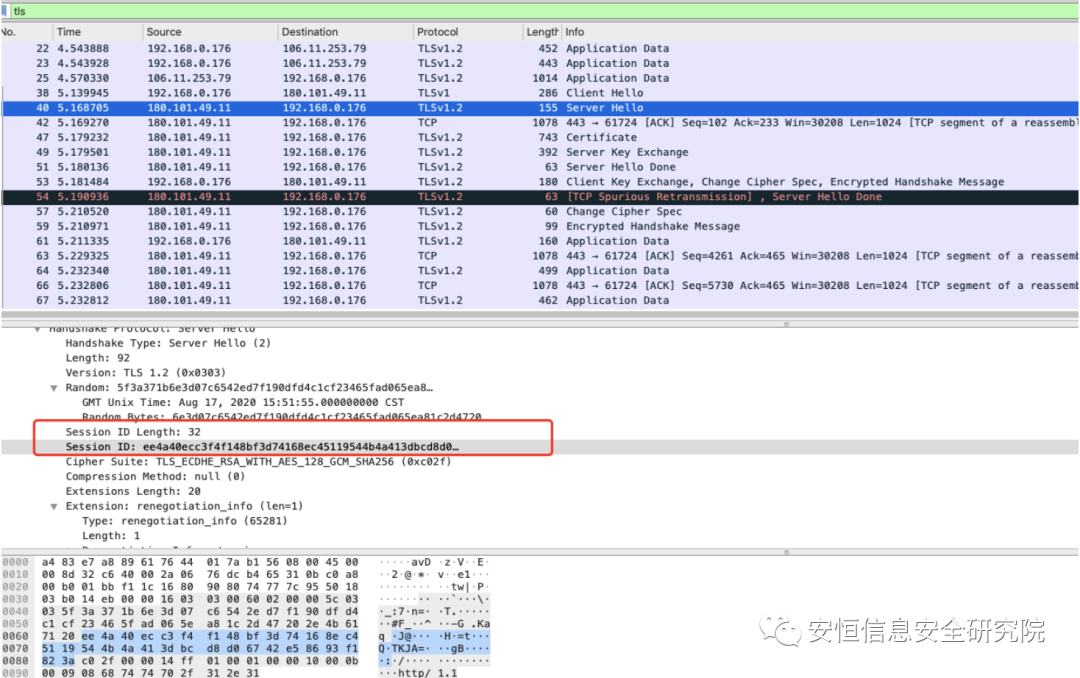 tls
No. Time Source Destination Protocol Length Info
22 4.543888 192.168.0.176 106.11.253.79 TLSv1.2 452 Application Data
23 4.543928 192.168.0.176 106.11.253.79 TLSv1.2 443 Application Data
25 4.570330 106.11.253.79 192.168.0.176 TLSv1.2 1014 Application Data
38 5.139945 192.168.0.176 180.101.49.11 TLSv1 286 Client Hello
40 5.168705 180.101.49.11 192.168.0.176 TLSv1.2 155 Server Hello
42 5.169270 180.101.49.11 192.168.0.176 TCP 1078 443 → 61724 [ACK] Seq=102 Ack=233 Win=30208 Len=1024 [TCP segment of a reassembl
47 5.179232 180.101.49.11 192.168.0.176 TLSv1.2 743 Certificate
49 5.179501 180.101.49.11 192.168.0.176 TLSv1.2 392 Server Key Exchange
51 5.180136 180.101.49.11 192.168.0.176 TLSv1.2 63 Server Hello Done
53 5.181484 192.168.0.176 180.101.49.11 TLSv1.2 180 Client Key Exchange, Change Cipher Spec, Encrypted Handshake Message
54 5.190936 180.101.49.11 192.168.0.176 TLSv1.2 63 [TCP Spurious Retransmission] , Server Hello Done
57 5.210520 180.101.49.11 192.168.0.176 TLSv1.2 60 Change Cipher Spec
59 5.210971 180.101.49.11 192.168.0.176 TLSv1.2 99 Encrypted Handshake Message
61 5.211335 192.168.0.176 180.101.49.11 TLSv1.2 160 Application Data
63 5.229325 180.101.49.11 192.168.0.176 TCP 1078 443 → 61724 [ACK] Seq=4261 Ack=465 Win=30208 Len=1024 [TCP segment of a reassem
64 5.232340 180.101.49.11 192.168.0.176 TLSv1.2 499 Application Data
66 5.232806 180.101.49.11 192.168.0.176 TCP 1078 443 → 61724 [ACK] Seq=5730 Ack=465 Win=30208 Len=1024 [TCP segment of a reassem
67 5.232812 180.101.49.11 192.168.0.176 TLSv1.2 462 Application Data
Handshake Protocol: Server Hello
Handshake Type: Server Hello (2)
Length: 92
Version: TLS 1.2 (0x0303)
Random: 5f3a371b6e3d07c6542ed7f190dfd4c1cf23465fad065ea8…
GMT Unix Time: Aug 17, 2020 15:51:55.000000000 CST
Random Bytes: 6e3d07c6542ed7f190dfd4c1cf23465fad065ea81c2d4720…
Session ID Length: 32
Session ID: ee4a40ecc3f4f148bf3d74168ec45119544b4a413dbcd8d0…
Cipher Suite: TLS_ECDHE_RSA_WITH_AES_128_GCM_SHA256 (0xc02f)
Compression Method: null (0)
Extensions Length: 20
Extension: renegotiation_info (len=1)
Type: renegotiation_info (65281)
Length: 1
0000 a4 83 e7 a8 89 61 76 44 01 7a b1 56 08 00 45 00 ·····avD ·z·V··E·
0010 00 8d 32 c6 40 00 2a 06 76 dc b4 65 31 0b c0 a8 ··2·@·*· v··e1···
0020 00 b0 01 bb f1 1c 16 80 90 80 74 77 7c 95 50 18 ········ ··tw|·P·
0030 03 b0 14 eb 00 00 16 03 03 00 60 02 00 00 5c 03 ········ ··`···\·
0040 03 5f 3a 37 1b 6e 3d 07 c6 54 2e d7 f1 90 df d4 ·_:7·n=· ·T.·····
0050 c1 cf 23 46 5f ad 06 5e a8 1c 2d 47 20 2e 4b 61 ··#F_··^ ··-G .Ka
0060 71 20 ee 4a 40 ec c3 f4 f1 48 bf 3d 74 16 8e c4 q ·J@··· ·H·=t···
0070 51 19 54 4b 4a 41 3d bc d8 d0 67 42 e5 86 93 f1 Q·TKJA=· ··gB····
0080 82 3a c0 2f 00 00 14 ff 01 00 01 00 00 10 00 0b ·:·/···· ········
0090 00 09 08 68 74 74 70 2f 31 2e 31 ···http/ 1.1
安恒信息安全研究院